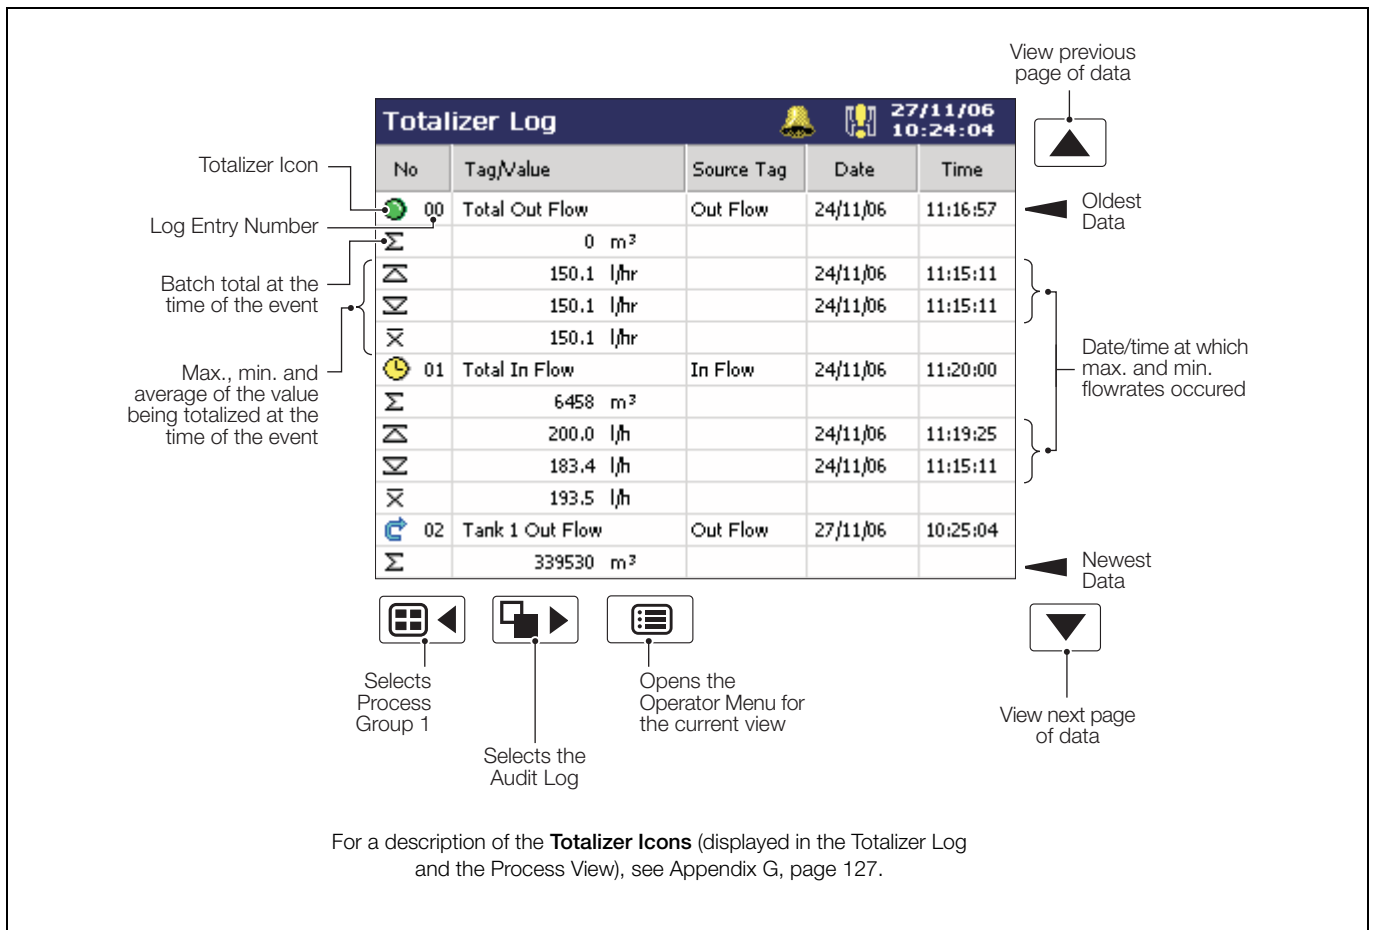 View previous
page of data
Totalizer Log
27/11/06
10:24:04
No Tag/Value Source Tag Date Time
Totalizer Icon
00 Total Out Flow Out Flow 24/11/06 11:16:57
Oldest
Data
Log Entry Number
Σ 0 m³
Batch total at the
time of the event
150.1 l/hr 24/11/06 11:15:11
150.1 l/hr 24/11/06 11:15:11
x̅ 150.1 l/hr
Date/time at which
max. and min.
flowrates occured
Max., min. and
average of the value
being totalized at the
time of the event
01 Total In Flow In Flow 24/11/06 11:20:00
Σ 6458 m³
200.0 l/h 24/11/06 11:19:25
183.4 l/h 24/11/06 11:15:11
x̅ 193.5 l/h
02 Tank 1 Out Flow Out Flow 27/11/06 10:25:04
Σ 339530 m³
Newest
Data
Selects
Process
Group 1
Selects the
Audit Log
Opens the
Operator Menu for
the current view
View next page
of data
For a description of the Totalizer Icons (displayed in the Totalizer Log
and the Process View), see Appendix G, page 127.